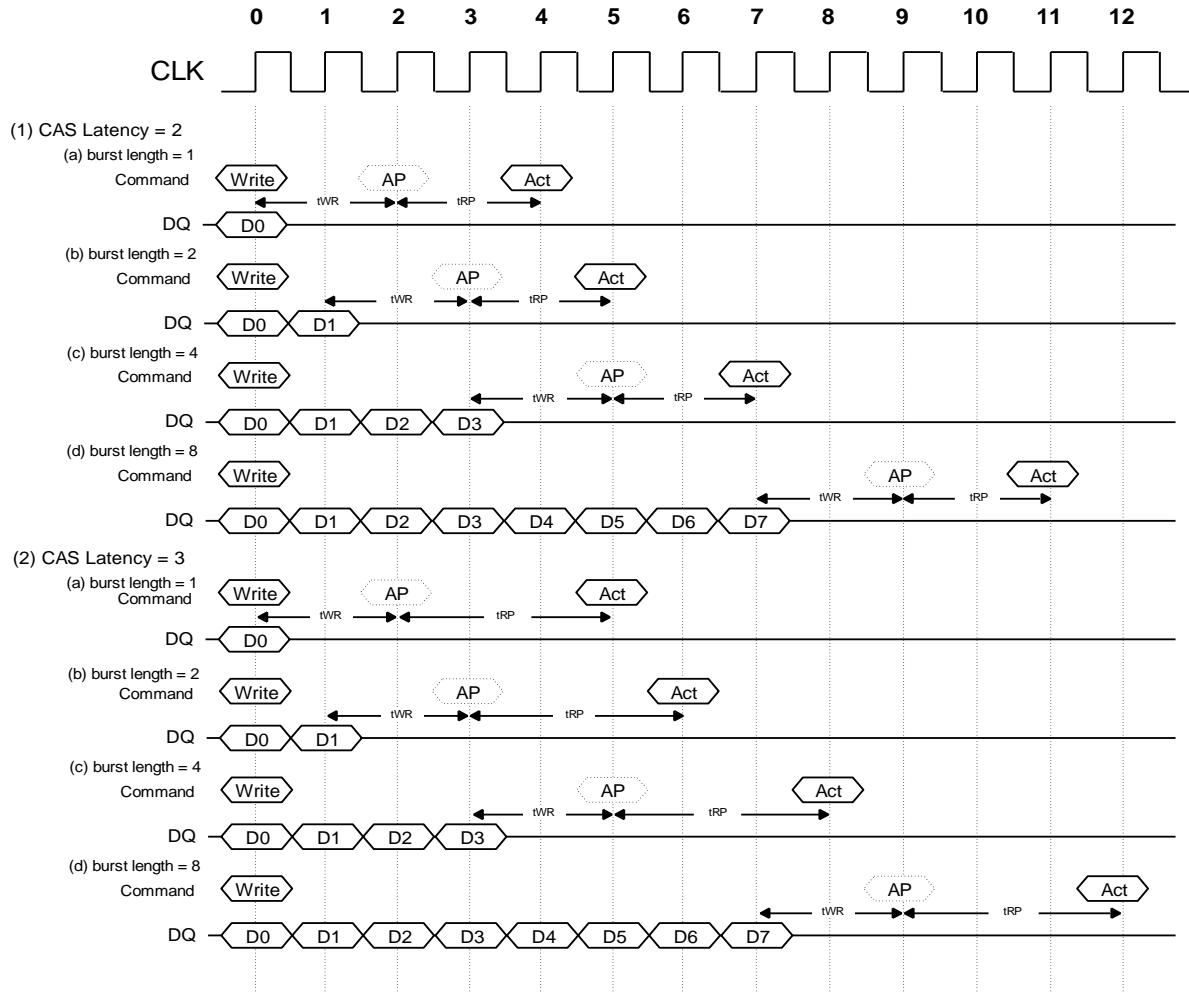 0 1 2 3 4 5 6 7 8 9 10 11 12
CLK
(1) CAS Latency = 2
(a) burst length = 1
Command Write AP Act
tWR tRP
DQ D0
(b) burst length = 2
Command Write AP Act
tWR tRP
DQ D0 D1
(c) burst length = 4
Command Write AP Act
tWR tRP
DQ D0 D1 D2 D3
(d) burst length = 8
Command Write AP Act
tWR tRP
DQ D0 D1 D2 D3 D4 D5 D6 D7
(2) CAS Latency = 3
(a) burst length = 1
Command Write AP Act
tWR tRP
DQ D0
(b) burst length = 2
Command Write AP Act
tWR tRP
DQ D0 D1
(c) burst length = 4
Command Write AP Act
tWR tRP
DQ D0 D1 D2 D3
(d) burst length = 8
Command Write AP Act
tWR tRP
DQ D0 D1 D2 D3 D4 D5 D6 D7